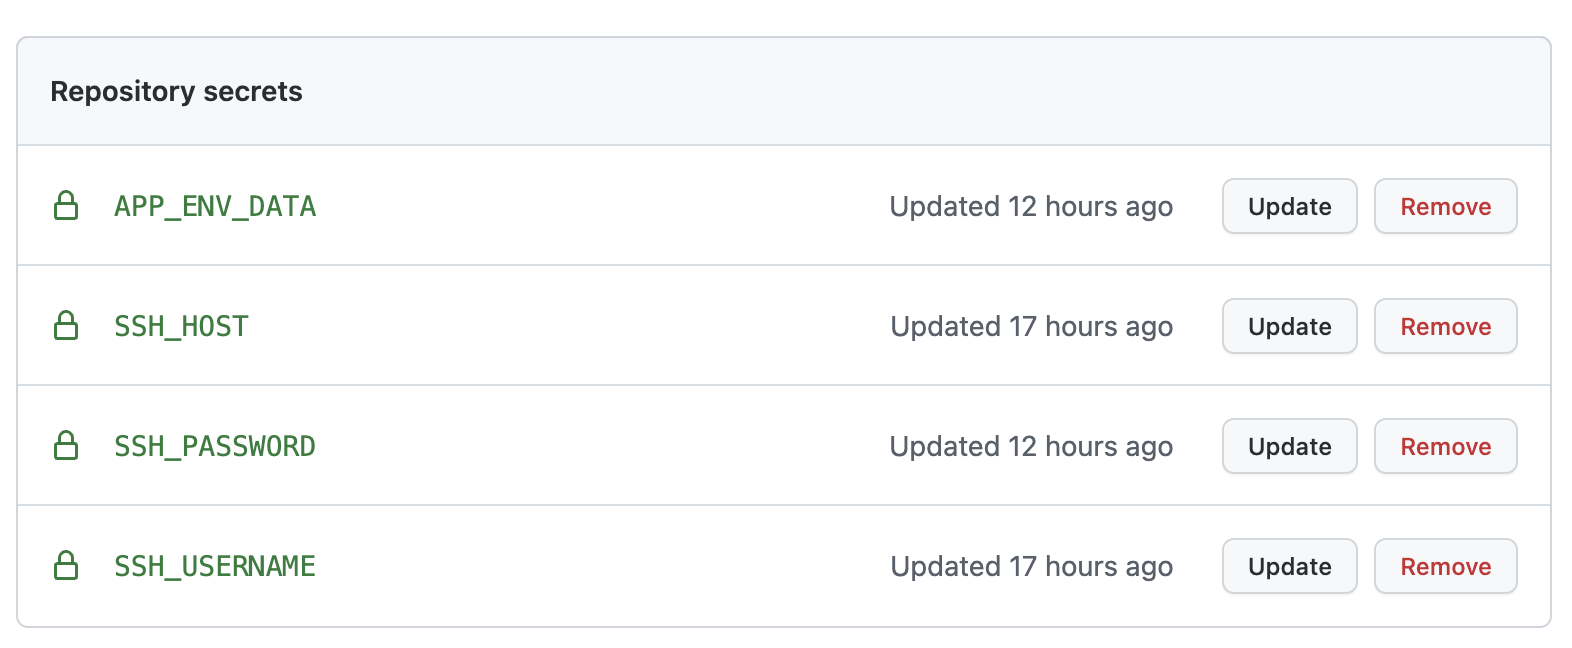 Repository secrets
APP_ENV_DATA Updated 12 hours ago Update Remove
SSH_HOST Updated 17 hours ago Update Remove
SSH_PASSWORD Updated 12 hours ago Update Remove
SSH_USERNAME Updated 17 hours ago Update Remove